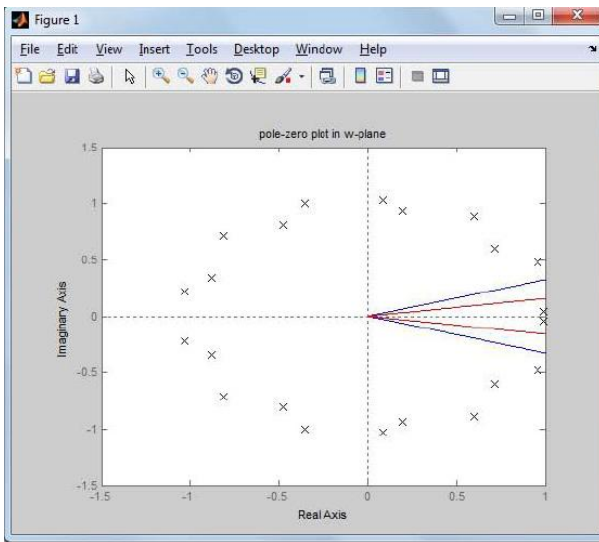 Figure 1
File Edit View Insert Tools Desktop Window Help
pole-zero plot in w-plane
1.5
1
0.5
0
-0.5
-1
-1.5
Imaginary Axis
-1.5 -1 -0.5 0 0.5 1
Real Axis